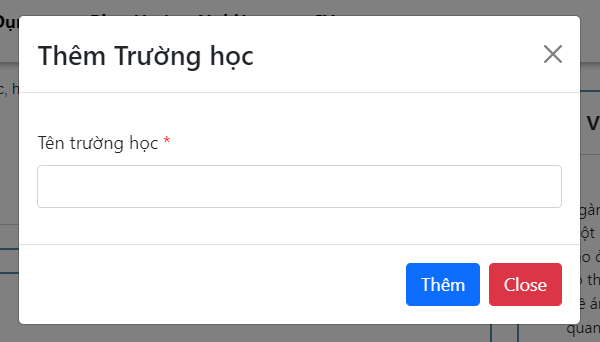 Thêm Trường học
Tên trường học *
Thêm
Close